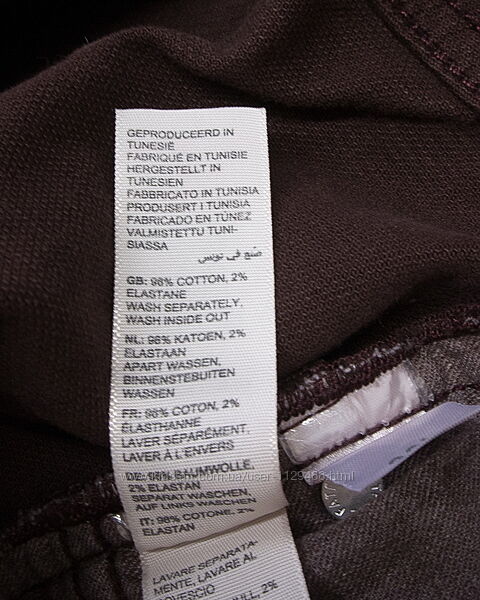 GEPRODUCEERD IN
TUNESIË
FABRIQUÉ EN TUNISIE
HERGESTELLT IN
TUNESIEN
FABBRICATO IN TUNISIA
PRODUSERT I TUNISIA
FABRICADO EN TÚNEZ
VALMISTETTU TUNI-
SIASSA
صنع في تونس
GB: 98% COTTON, 2%
ELASTANE
WASH SEPARATELY,
WASH INSIDE OUT
NL: 98% KATOEN, 2%
ELASTAAN
APART WASSEN,
BINNENSTEBUITEN
WASSEN
FR: 98% COTON, 2%
ÉLASTHANNE
LAVER SÉPARÉMENT,
LAVER À L'ENVERS
DE: 98% BAUMWOLLE,
2% ELASTAN
SEPARAT WASCHEN,
AUF LINKS WASCHEN
IT: 98% COTONE, 2%
ELASTANE
LAVARE SEPARATA-
MENTE, LAVARE AL
ROVESCIO
2%